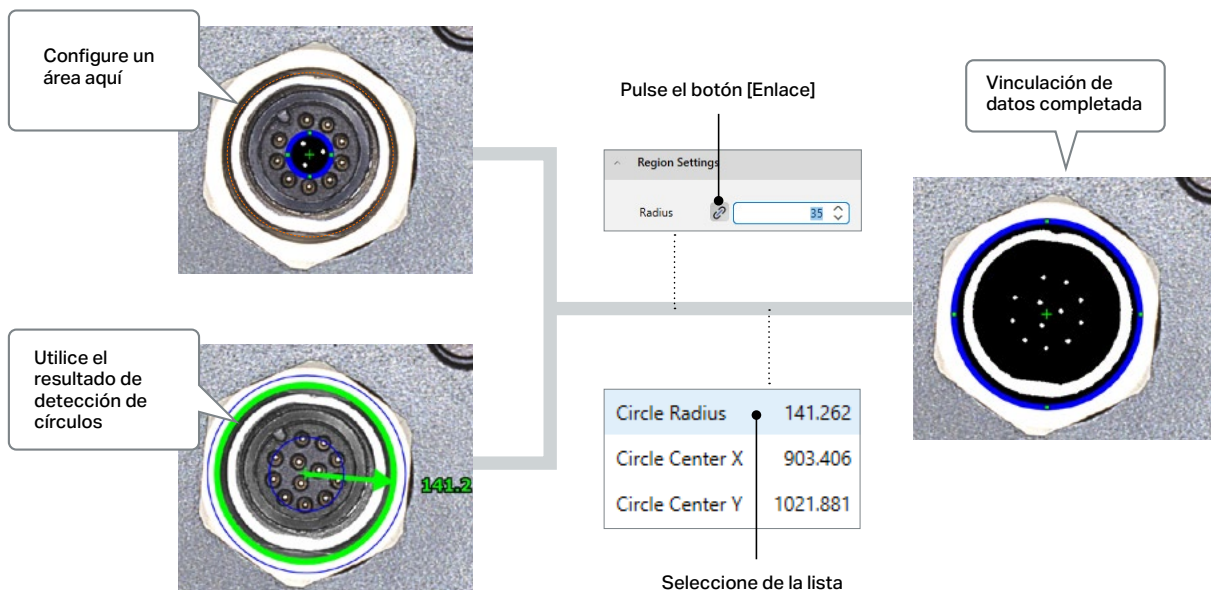 Configure un
área aquí
Utilice el
resultado de
detección de
círculos
141.2
Pulse el botón [Enlace]
Region Settings
Radius 35
Circle Radius 141.262
Circle Center X 903.406
Circle Center Y 1021.881
Seleccione de la lista
Vinculación de
datos completada